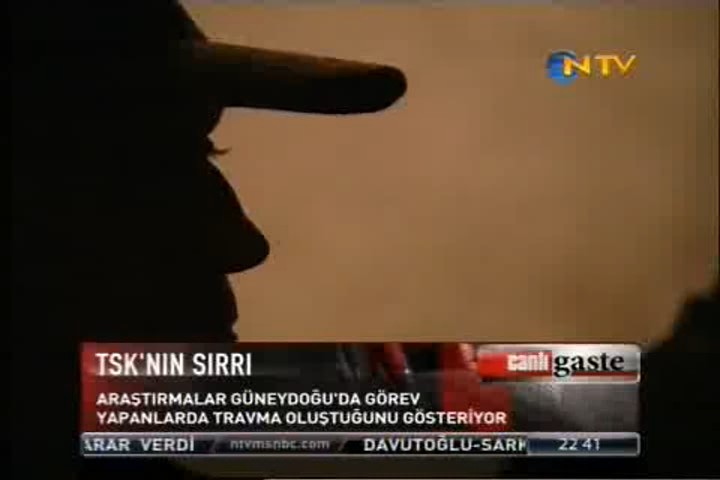 NTV
TSK'NIN SIRRI
canlı gaste
ARAŞTIRMALAR GÜNEYDOĞU'DA GÖREV
YAPANLARDA TRAVMA OLUŞTUĞUNU GÖSTERİYOR
ARAR VERDİ ntvmsnbc.com DAVUTOĞLU-SARK 22 41